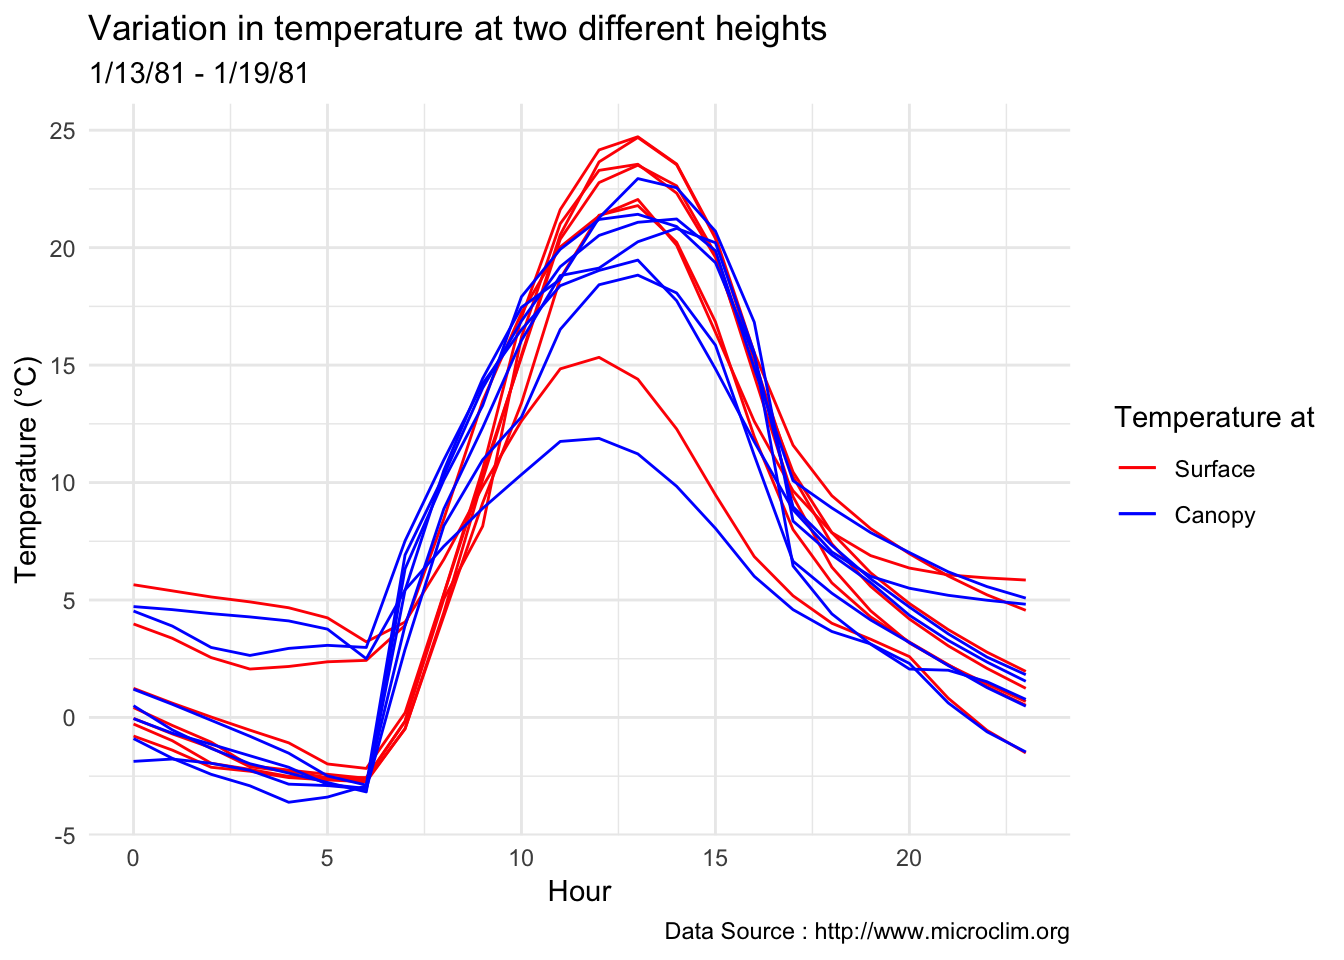 Variation in temperature at two different heights
1/13/81 - 1/19/81
25
20
15
10
5
0
-5
Temperature (°C)
0 5 10 15 20
Hour
Temperature at
Surface
Canopy
Data Source : http://www.microclim.org